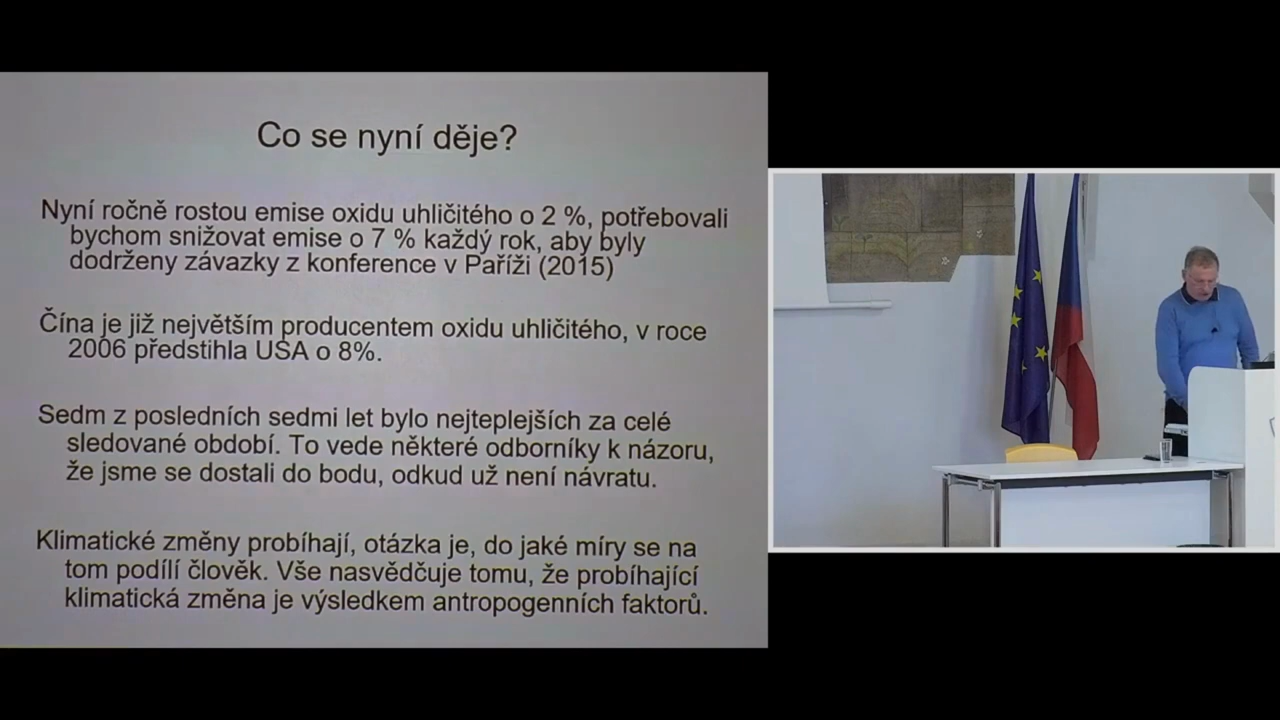 Co se nyní děje?
Nyní ročně rostou emise oxidu uhličitého o 2 %, potřebovali
bychom snižovat emise o 7 % každý rok, aby byly
dodrženy závazky z konference v Paříži (2015)
Čína je již největším producentem oxidu uhličitého, v roce
2006 předstihla USA o 8%.
Sedm z posledních sedmi let bylo nejteplejších za celé
sledované období. To vede některé odborníky k názoru,
že jsme se dostali do bodu, odkud už není návratu.
Klimatické změny probíhají, otázka je, do jaké míry se na
tom podílí člověk. Vše nasvědčuje tomu, že probíhající
klimatická změna je výsledkem antropogenních faktorů.